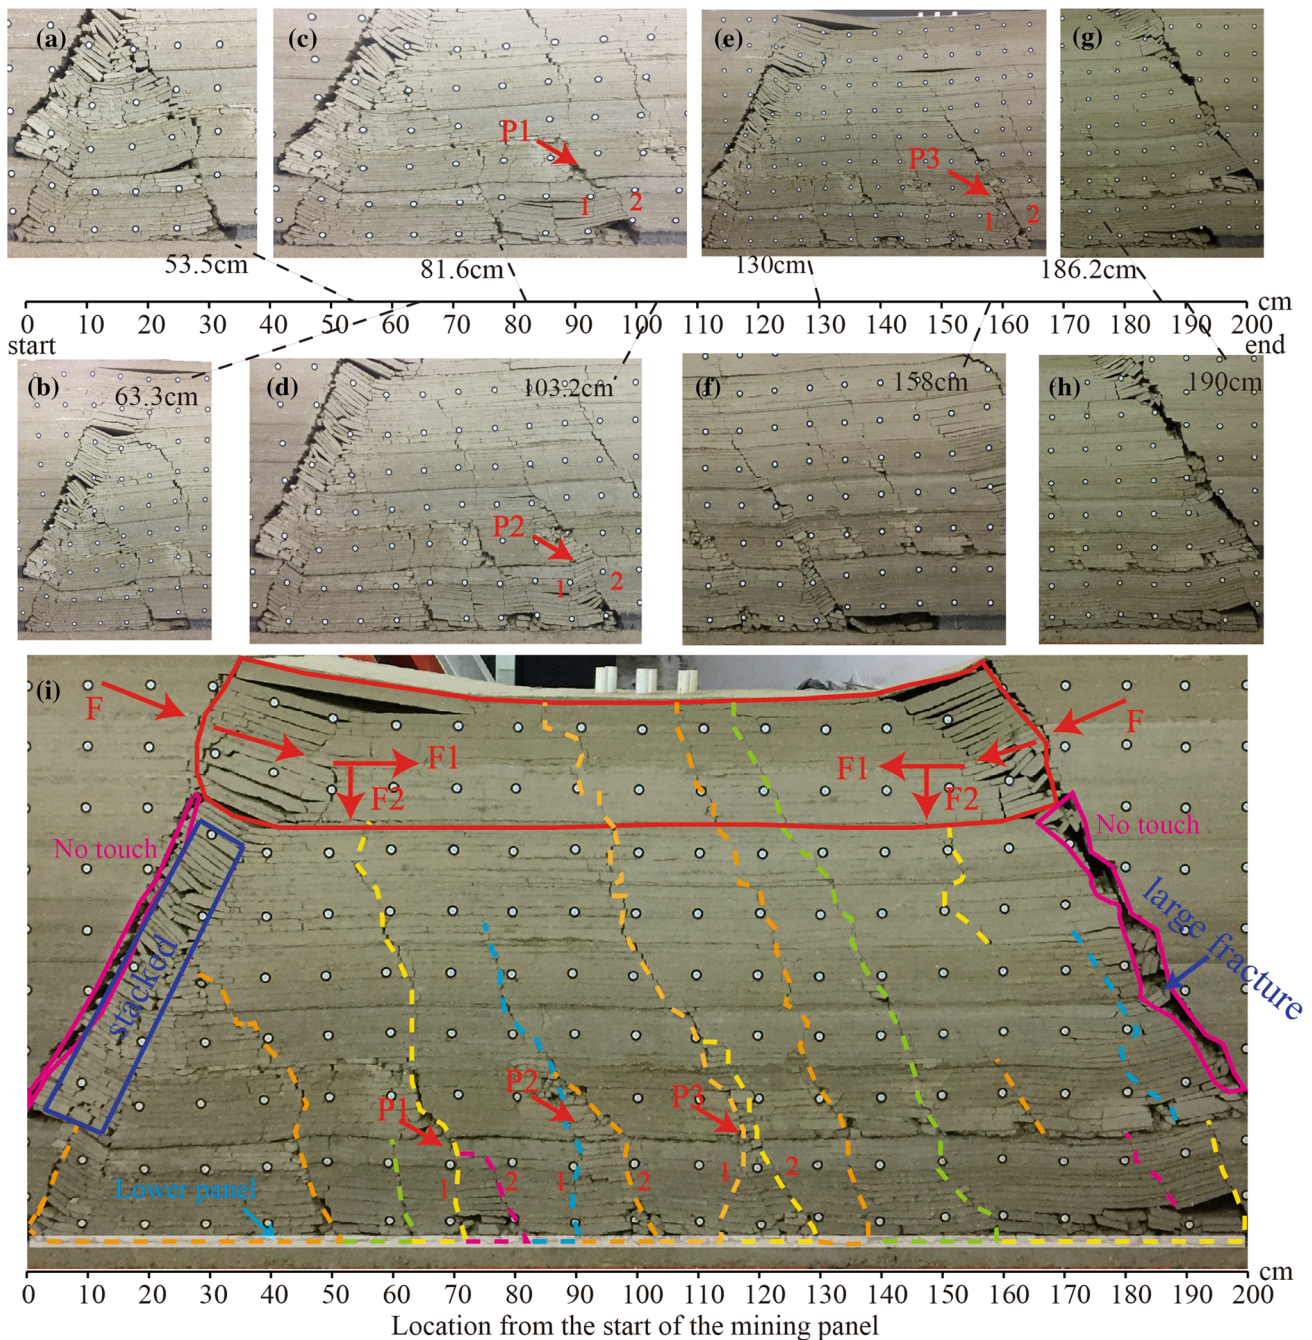 (a) (c) (e) (g)
P1
1 2
P3
1 2
53.5cm 81.6cm 130cm 186.2cm
0 10 20 30 40 50 60 70 80 90 100 110 120 130 140 150 160 170 180 190 200 cm
start end
(b) (d) (f) (h)
63.3cm 103.2cm 158cm 190cm
P2
1 2
(i)
F F
F1 F1
F2 F2
No touch No touch
stacked
large fracture
P1 P2 P3
1 2 1 2 1 2
Lower panel
0 10 20 30 40 50 60 70 80 90 100 110 120 130 140 150 160 170 180 190 200 cm
Location from the start of the mining panel